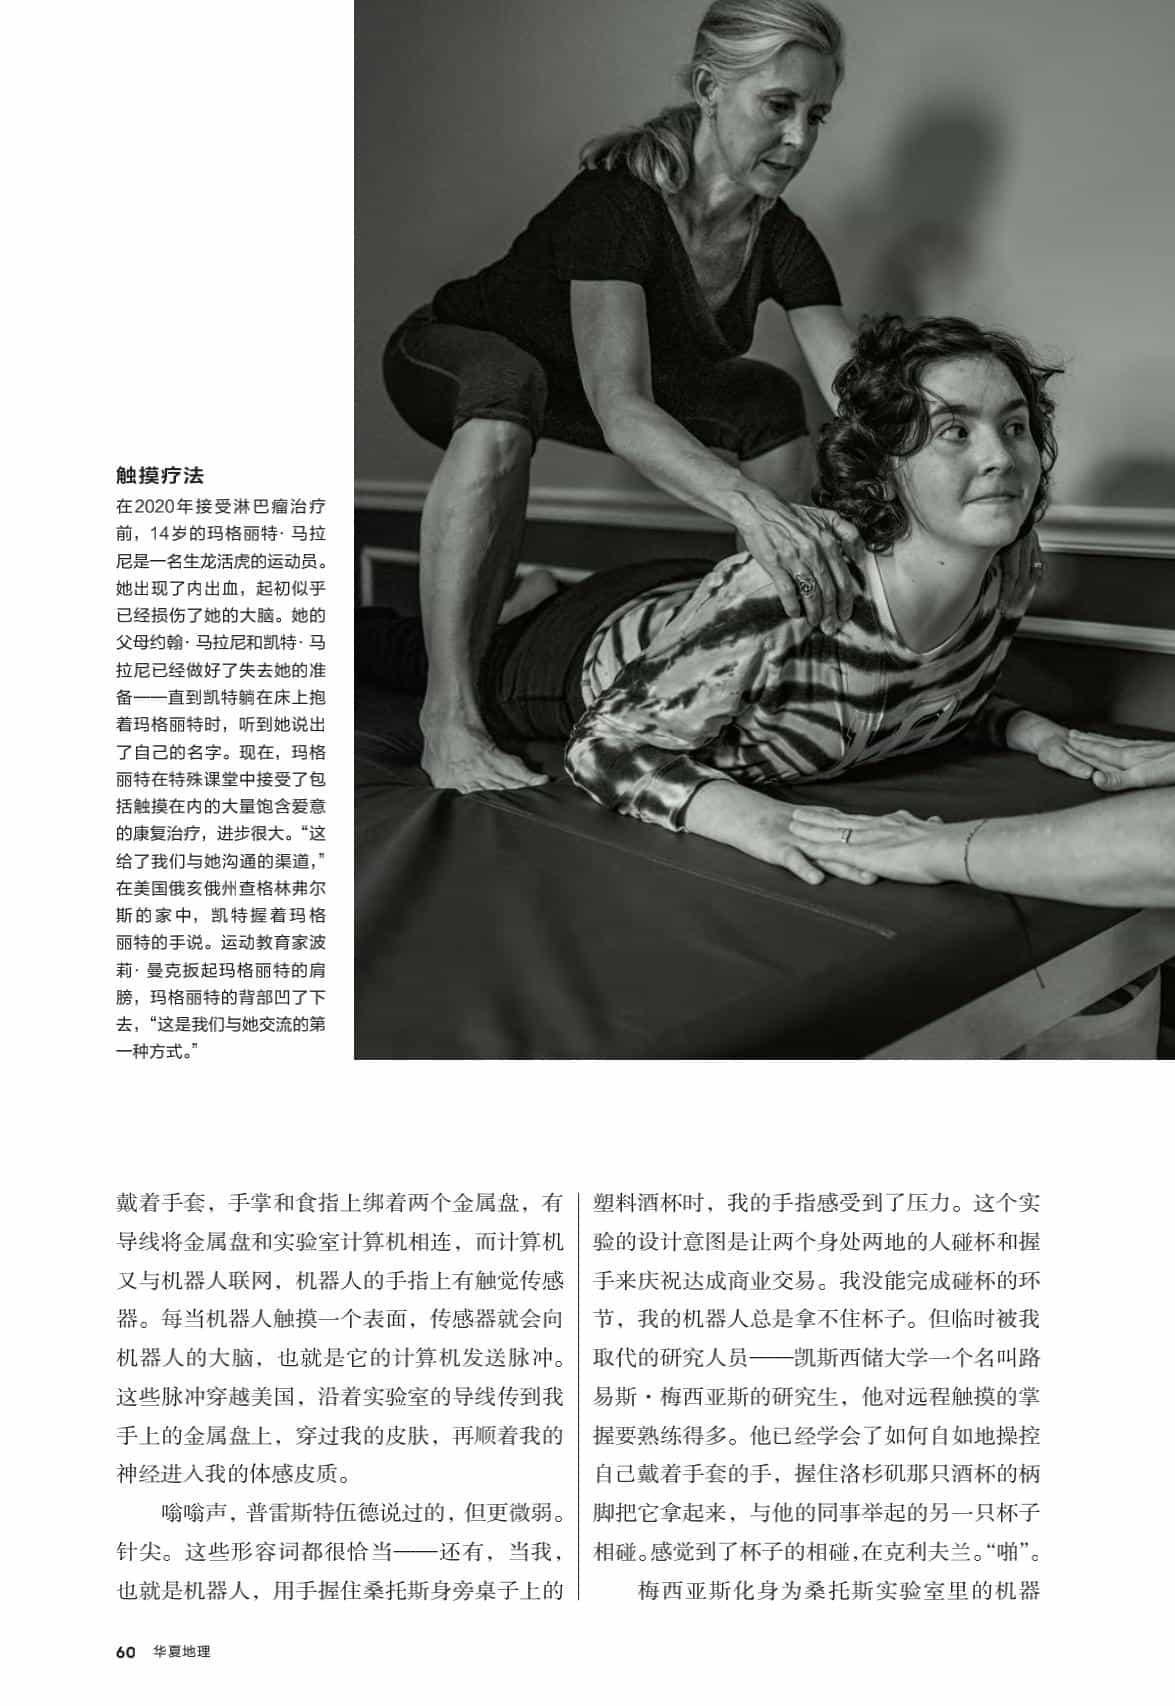 触摸疗法
在2020年接受淋巴瘤治疗
前，14岁的玛格丽特·马拉
尼是一名生龙活虎的运动员。
她出现了内出血，起初似乎
已经损伤了她的大脑。她的
父母约翰·马拉尼和凯特·马
拉尼已经做好了失去她的准
备——直到凯特躺在床上抱
着玛格丽特时，听到她说出
了自己的名字。现在，玛格
丽特在特殊课堂中接受了包
括触摸在内的大量饱含爱意
的康复治疗，进步很大。“这
给了我们与她沟通的渠道，”
在美国俄亥俄州查格林弗尔
斯的家中，凯特握着玛格
丽特的手说。运动教育家波
莉·曼克扳起玛格丽特的肩
膀，玛格丽特的背部凹了下
去，“这是我们与她交流的第
一种方式。”
戴着手套，手掌和食指上绑着两个金属盘，有
导线将金属盘和实验室计算机相连，而计算机
又与机器人联网，机器人的手指上有触觉传感
器。每当机器人触摸一个表面，传感器就会向
机器人的大脑，也就是它的计算机发送脉冲。
这些脉冲穿越美国，沿着实验室的导线传到我
手上的金属盘上，穿过我的皮肤，再顺着我的
神经进入我的体感皮质。
嗡嗡声，普雷斯特伍德说过的，但更微弱。
针尖。这些形容词都很恰当——还有，当我，
也就是机器人，用手握住桑托斯身旁桌子上的
塑料酒杯时，我的手指感受到了压力。这个实
验的设计意图是让两个身处两地的人碰杯和握
手来庆祝达成商业交易。我没能完成碰杯的环
节，我的机器人总是拿不住杯子。但临时被我
取代的研究人员——凯斯西储大学一个名叫路
易斯·梅西亚斯的研究生，他对远程触摸的掌
握要熟练得多。他已经学会了如何自如地操控
自己戴着手套的手，握住洛杉矶那只酒杯的柄
脚把它拿起来，与他的同事举起的另一只杯子
相碰。感觉到了杯子的相碰，在克利夫兰。“啪”。
梅西亚斯化身为桑托斯实验室里的机器
60 华夏地理